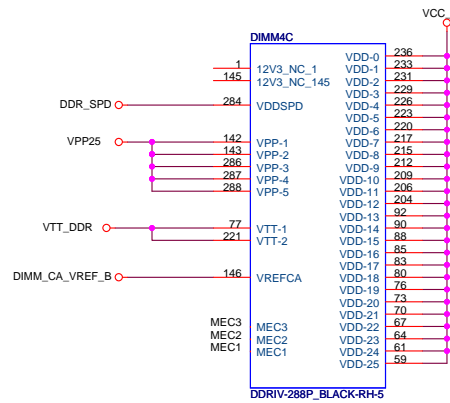 VCC_
DIMM4C
1 12V3_NC_1
145 12V3_NC_145
DDR_SPD 284 VDDSPD
VPP25 142 VPP-1
143 VPP-2
286 VPP-3
287 VPP-4
288 VPP-5
VTT_DDR 77 VTT-1
221 VTT-2
DIMM_CA_VREF_B 146 VREFCA
MEC3 MEC3
MEC2 MEC2
MEC1 MEC1
VDD-0 236
VDD-1 233
VDD-2 231
VDD-3 229
VDD-4 226
VDD-5 223
VDD-6 220
VDD-7 217
VDD-8 215
VDD-9 212
VDD-10 209
VDD-11 206
VDD-12 204
VDD-13 92
VDD-14 90
VDD-15 88
VDD-16 85
VDD-17 83
VDD-18 80
VDD-19 76
VDD-20 73
VDD-21 70
VDD-22 67
VDD-23 64
VDD-24 61
VDD-25 59
DDRIV-288P_BLACK-RH-5